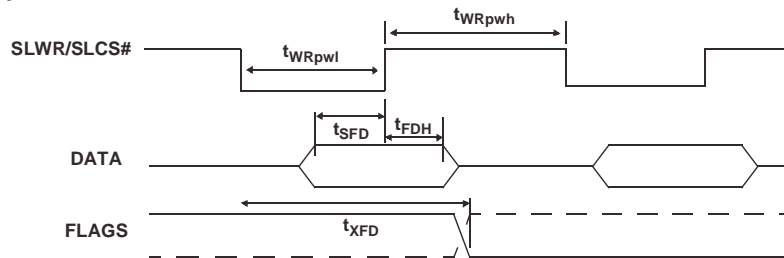 tWRpwh
SLWR/SLCS#
tWRpwl
tSFD
tFDH
DATA
tXFD
FLAGS